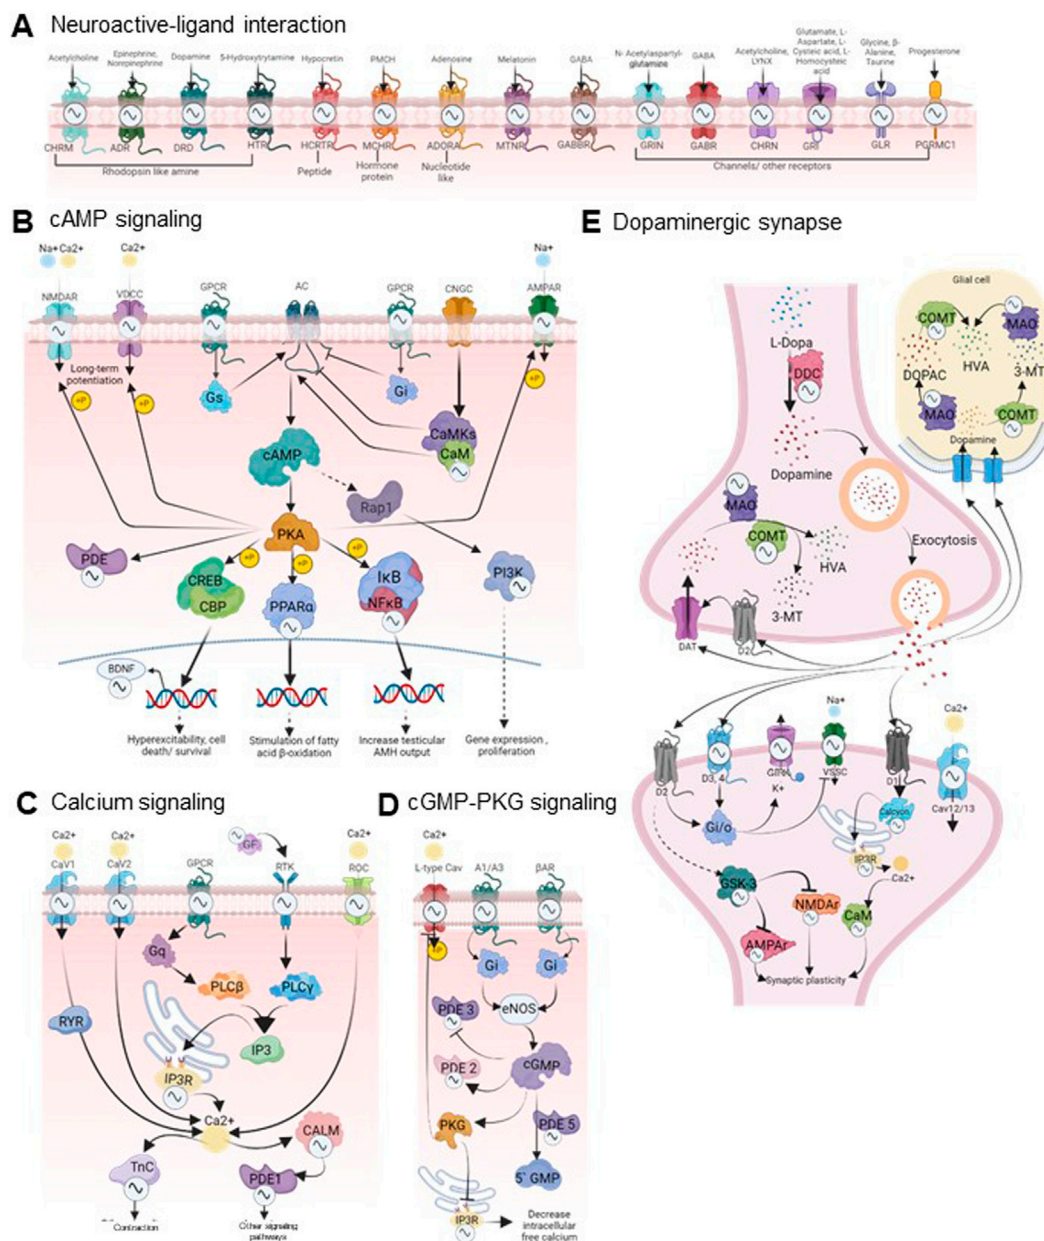 A Neuroactive-ligand interaction
Acetylcholine
Epinephrine,
Norepinephrine
Dopamine
5-Hydroxytrytamine
Hypocretin
PMCH
Adenosine
Melatonin
GABA
N- Acetylaspartyl-
glutamine
GABA
Acetylcholine,
LYNX
Glutamate, L-
Aspartate, L-
Cysteic acid, L-
Homocysteic
acid
Glycine, β-
Alanine,
Taurine
Progesterone
CHRM
ADR
DRD
HTR
HCRTR
MCHR
ADORA
MTNR
GABBR
GRIN
GABR
CHRN
GRI
GLR
PGRMC1
Rhodopsin like amine
Peptide
Hormone
protein
Nucleotide
like
Channels/ other receptors
B cAMP signaling
Na+ Ca2+
Ca2+
Na+
NMDAR
VDCC
GPCR
AC
GPCR
CNGC
AMPAR
Long-term
potentiation
+P
+P
+P
Gs
Gi
CaMKs
CaM
cAMP
Rap1
PKA
PDE
+P
+P
+P
CREB
CBP
PPARα
IκB
NFκB
PI3K
BDNF
Hyperexcitability, cell
death/ survival
Stimulation of fatty
acid β-oxidation
Increase testicular
AMH output
Gene expression ,
proliferation
C Calcium signaling
Ca2+
Ca2+
Ca2+
GF
CaV1
CaV2
GPCR
RTK
ROC
Gq
PLCβ
PLCγ
RYR
IP3
IP3R
Ca2+
CALM
TnC
PDE1
Contraction
Other signaling
pathways
D cGMP-PKG signaling
Ca2+
L-type Cav
A1/A3
βAR
+P
Gi
Gi
PDE 3
eNOS
cGMP
PDE 2
PKG
PDE 5
5` GMP
IP3R
Decrease
intracellular
free calcium
E Dopaminergic synapse
Glial cell
COMT
MAO
L-Dopa
DDC
DOPAC
HVA
3-MT
MAO
COMT
Dopamine
Dopamine
MAO
COMT
HVA
Exocytosis
3-MT
DAT
D2
Na+
Ca2+
D2
D3, 4
GIRK
K+
VSSC
D1
Cav12/13
Gi/o
Calcyon
IP3R
Ca2+
GSK-3
NMDAr
CaM
AMPAr
Synaptic plasticity